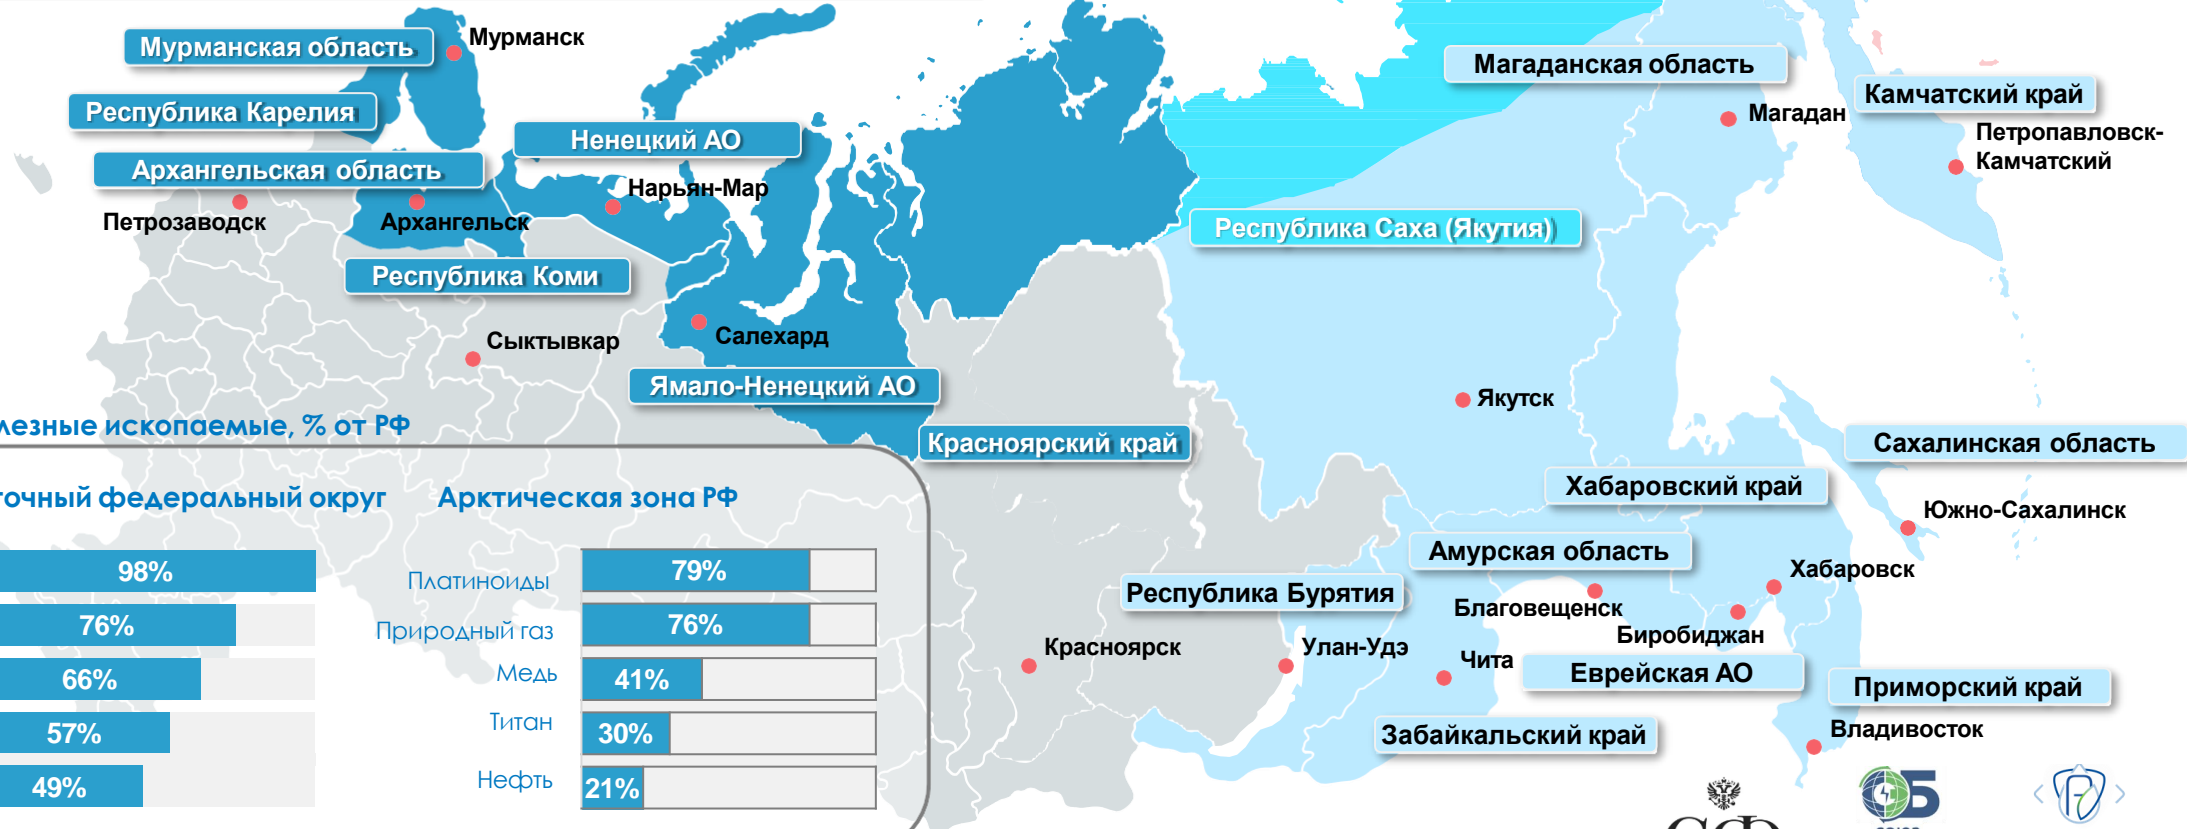 Мурманская область
Мурманск
Республика Карелия
Архангельская область
Ненецкий АО
Нарьян-Мар
Петрозаводск
Архангельск
Республика Коми
Сыктывкар
Салехард
Ямало-Ненецкий АО
Красноярский край
Магаданская область
Магадан
Камчатский край
Петропавловск-
Камчатский
Республика Саха (Якутия)
Якутск
Сахалинская область
Южно-Сахалинск
Хабаровский край
Амурская область
Хабаровск
Республика Бурятия
Благовещенск
Биробиджан
Красноярск
Улан-Удэ
Чита
Еврейская АО
Приморский край
Забайкальский край
Владивосток
лезные ископаемые, % от РФ
точный федеральный округ
98%
76%
66%
57%
49%
Арктическая зона РФ
Платиноиды 79%
Природный газ 76%
Медь 41%
Титан 30%
Нефть 21%